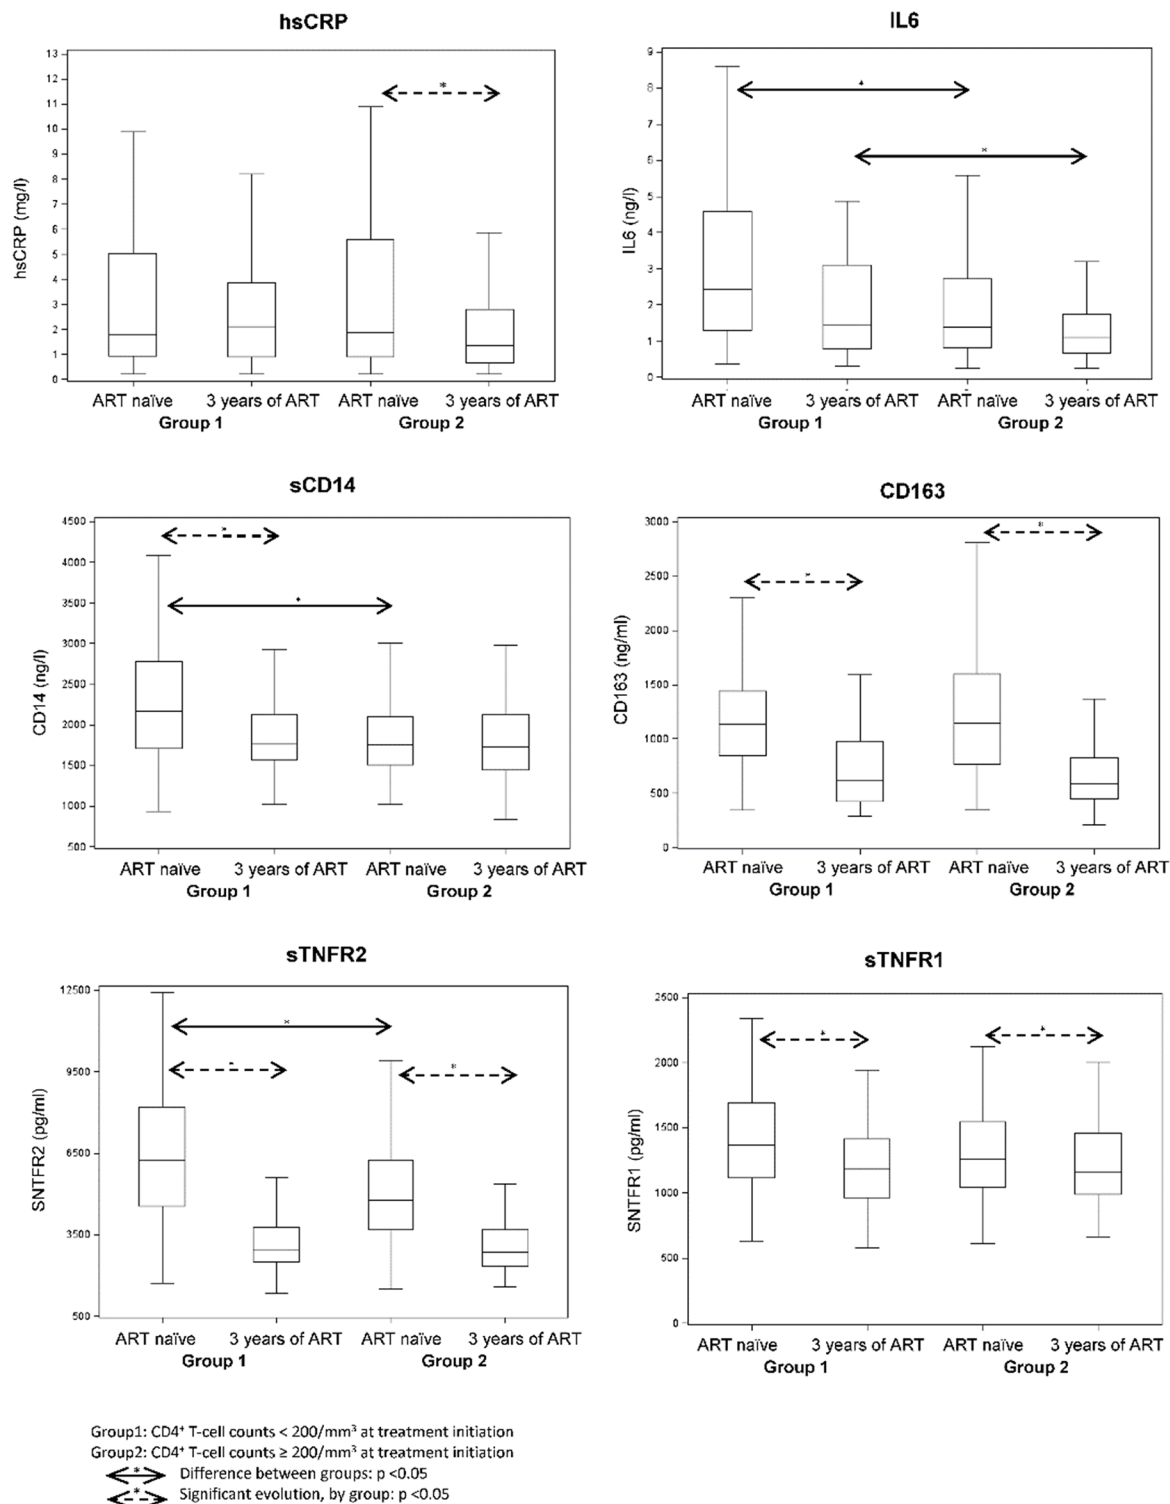 hsCRP
IL6
hsCRP (mg/l)
13
12
11
10
9
8
7
6
5
4
3
2
1
0
*
ART naïve 3 years of ART ART naïve 3 years of ART
Group 1 Group 2
IL6 (ng/l)
9
8
7
6
5
4
3
2
1
0
*
*
ART naïve 3 years of ART ART naïve 3 years of ART
Group 1 Group 2
sCD14
CD14 (ng/l)
4500
4000
3500
3000
2500
2000
1500
1000
500
*
*
ART naïve 3 years of ART ART naïve 3 years of ART
Group 1 Group 2
CD163
CD163 (ng/ml)
3000
2500
2000
1500
1000
500
0
*
*
ART naïve 3 years of ART ART naïve 3 years of ART
Group 1 Group 2
sTNFR2
SNTFR2 (pg/ml)
12500
9500
6500
3500
500
*
*
*
ART naïve 3 years of ART ART naïve 3 years of ART
Group 1 Group 2
sTNFR1
SNTFR1 (pg/ml)
2500
2000
1500
1000
500
0
*
*
ART naïve 3 years of ART ART naïve 3 years of ART
Group 1 Group 2
Group1: CD4⁺ T-cell counts < 200/mm³ at treatment initiation
Group2: CD4⁺ T-cell counts ≥ 200/mm³ at treatment initiation
* Difference between groups: p <0.05
* Significant evolution, by group: p <0.05